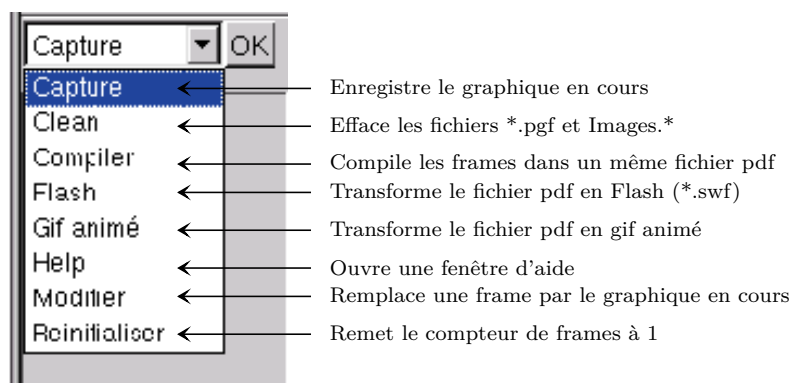 Capture OK
Capture Enregistre le graphique en cours
Clean Efface les fichiers *.pgf et Images.*
Compiler Compile les frames dans un même fichier pdf
Flash Transforme le fichier pdf en Flash (*.swf)
Gif animé Transforme le fichier pdf en gif animé
Help Ouvre une fenêtre d'aide
Modifier Remplace une frame par le graphique en cours
Reinitialiser Remet le compteur de frames à 1